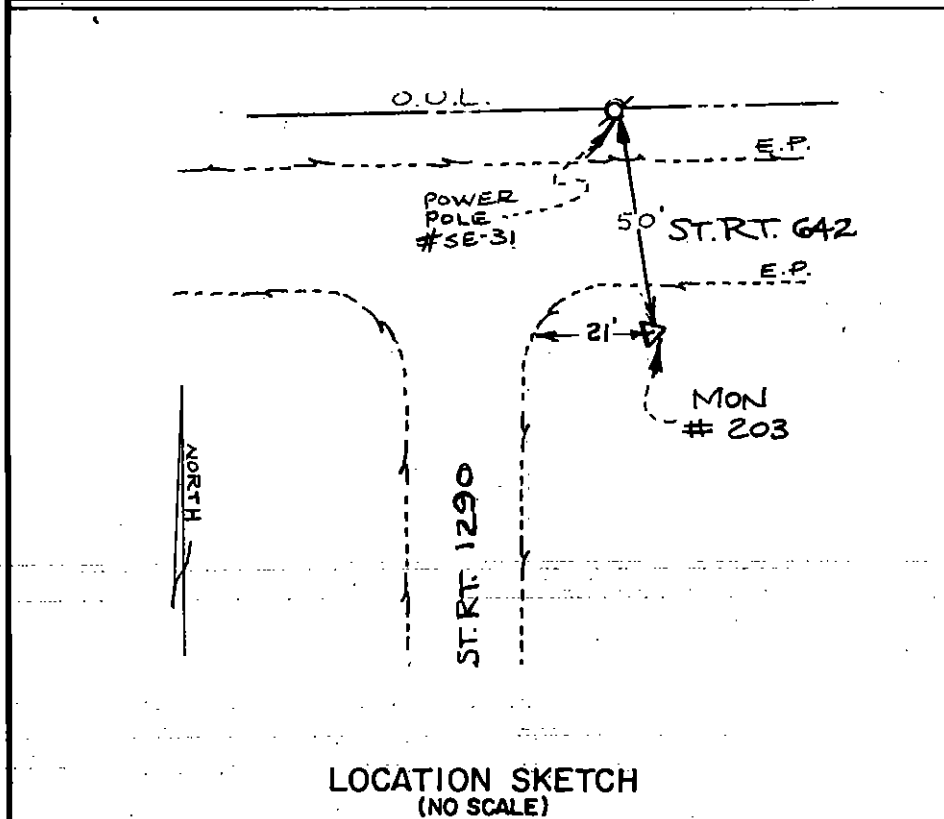 O.U.L.
E.P.
POWER
POLE
#SE-31
50'
ST.RT. 642
E.P.
21'
MON
# 203
NORTH
ST.RT. 1290
LOCATION SKETCH
(NO SCALE)